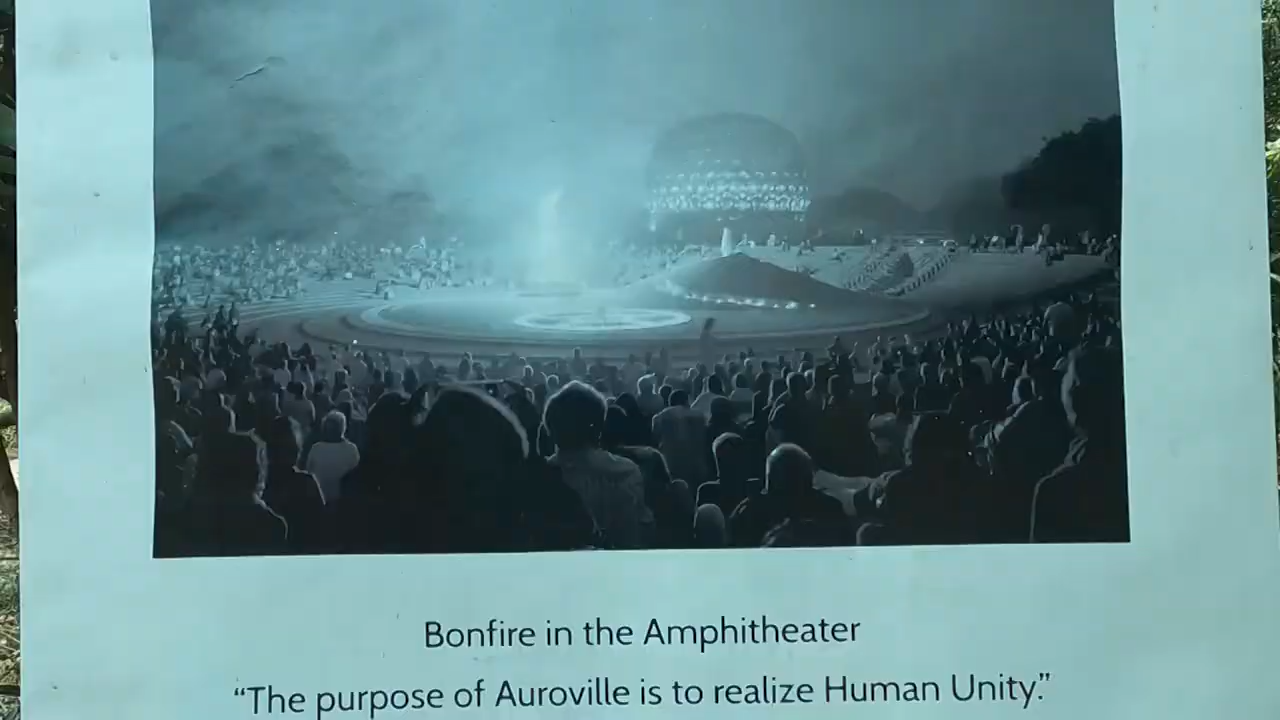 Bonfire in the Amphitheater
“The purpose of Auroville is to realize Human Unity.”